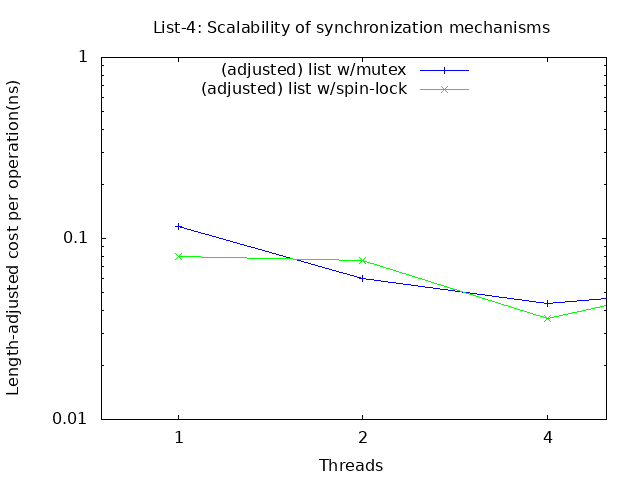 List-4: Scalability of synchronization mechanisms
1
(adjusted) list w/mutex
(adjusted) list w/spin-lock
Length-adjusted cost per operation(ns)
0.1
0.01
1 2 4
Threads